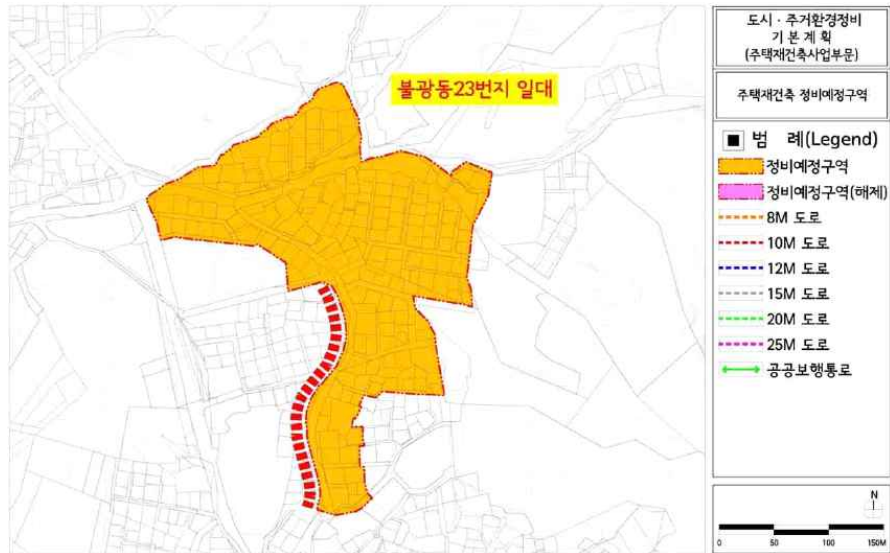 불광동23번지 일대
도시 · 주거환경정비
기 본 계 획
(주택재건축사업부문)
주택재건축 정비예정구역
범 례(Legend)
정비예정구역
정비예정구역(해제)
8M 도로
10M 도로
12M 도로
15M 도로
20M 도로
25M 도로
공공보행통로
N
0 50 100 150M